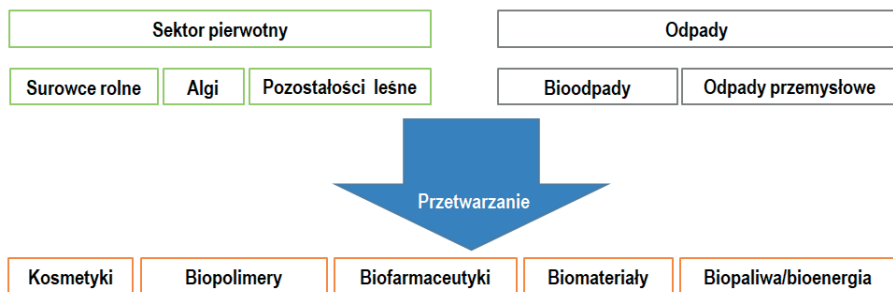 Sektor pierwotny
Odpady
Surowce rolne
Algi
Pozostałości leśne
Bioodpady
Odpady przemysłowe
Przetwarzanie
Kosmetyki
Biopolimery
Biofarmaceutyki
Biomateriały
Biopaliwa/bioenergia